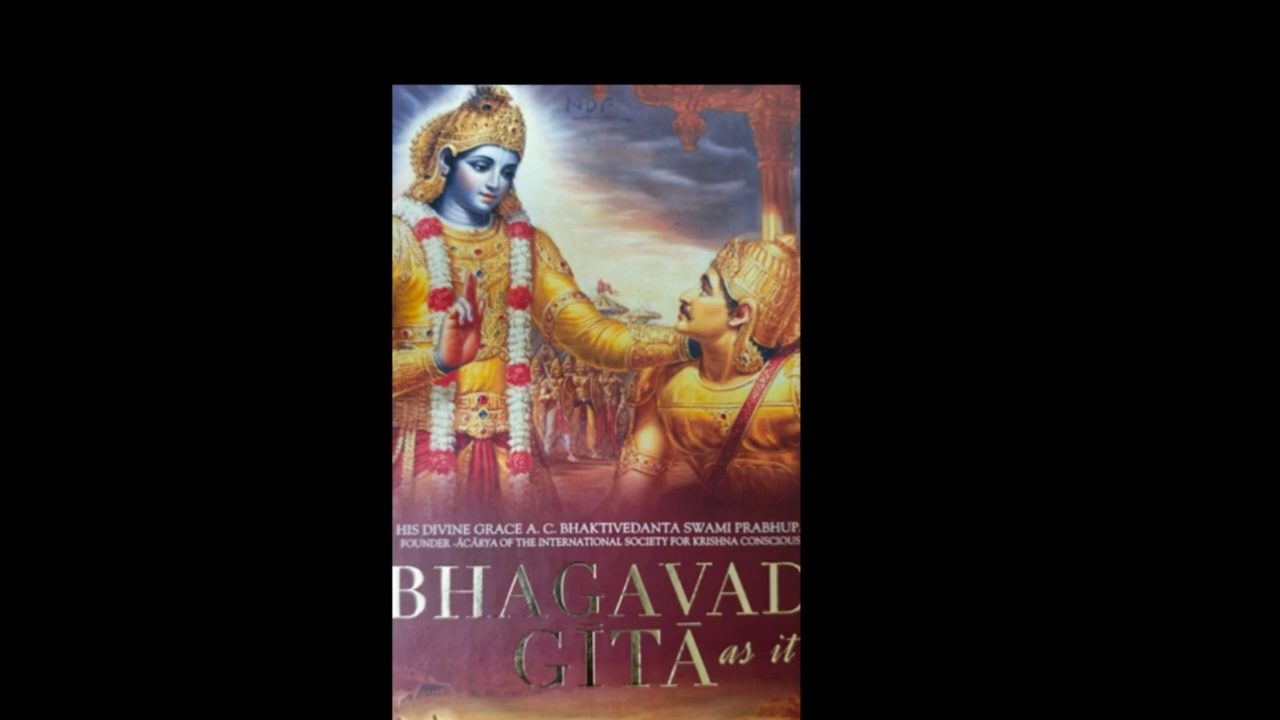 NDF
HIS DIVINE GRACE A. C. BHAKTIVEDANTA SWAMI PRABHUP
FOUNDER -ĀCĀRYA OF THE INTERNATIONAL SOCIETY FOR KRISHNA CONSCIOUS
BHAGAVAD
GĪTĀ as it